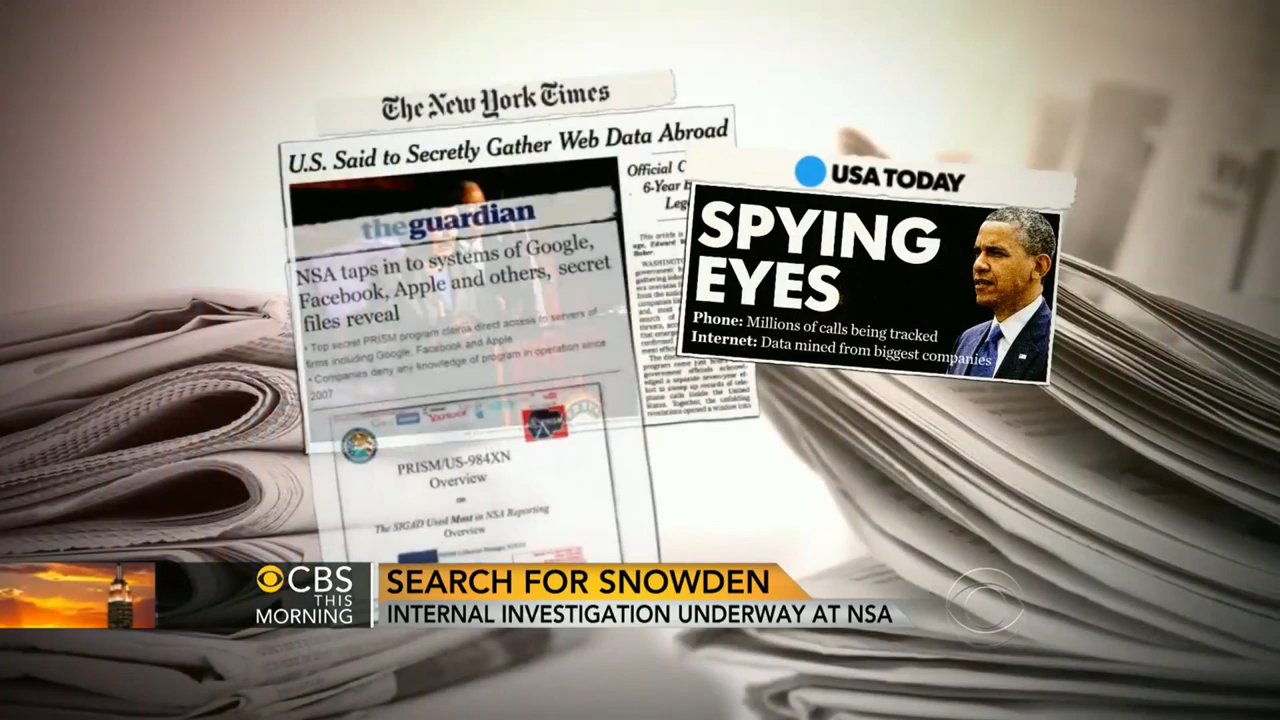 The New York Times
U.S. Said to Secretly Gather Web Data Abroad
Official
6-Year
USA TODAY
SPYING
EYES
Phone: Millions of calls being tracked
Internet: Data mined from biggest companies
theguardian
NSA taps in to systems of Google,
Facebook, Apple and others, secret
files reveal
• Top secret PRISM program claims direct access to servers of
firms including Google, Facebook and Apple
• Companies deny any knowledge of program in operation since
2007
PRISM/US-984XN
Overview
The SIGAD Used Most in NSA Reporting
Overview
CBS
THIS
MORNING
SEARCH FOR SNOWDEN
INTERNAL INVESTIGATION UNDERWAY AT NSA